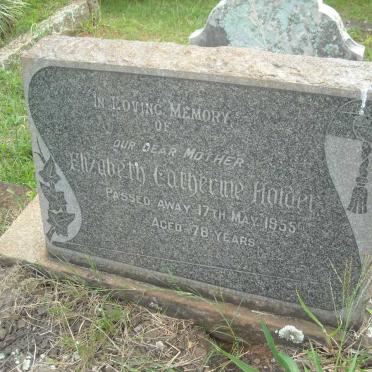 In Loving Memory
of
our dear Mother
Elizabeth Catherine Holder
Passed away 17th May 1955
Aged 78 years